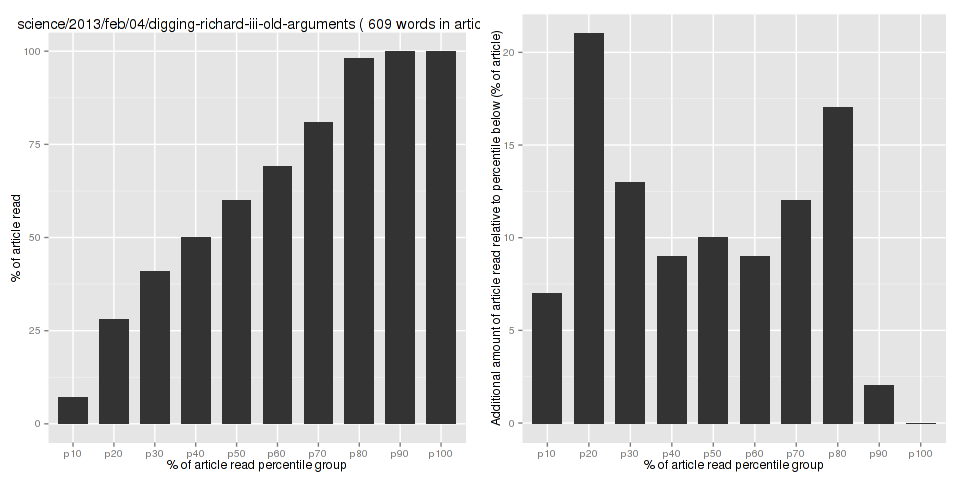 science/2013/feb/04/digging-richard-iii-old-arguments ( 609 words in artic
100
75
50
25
0
% of article read
p10 p20 p30 p40 p50 p60 p70 p80 p90 p100
% of article read percentile group
20
15
10
5
0
Additional amount of article read relative to percentile below (% of article)
p10 p20 p30 p40 p50 p60 p70 p80 p90 p100
% of article read percentile group